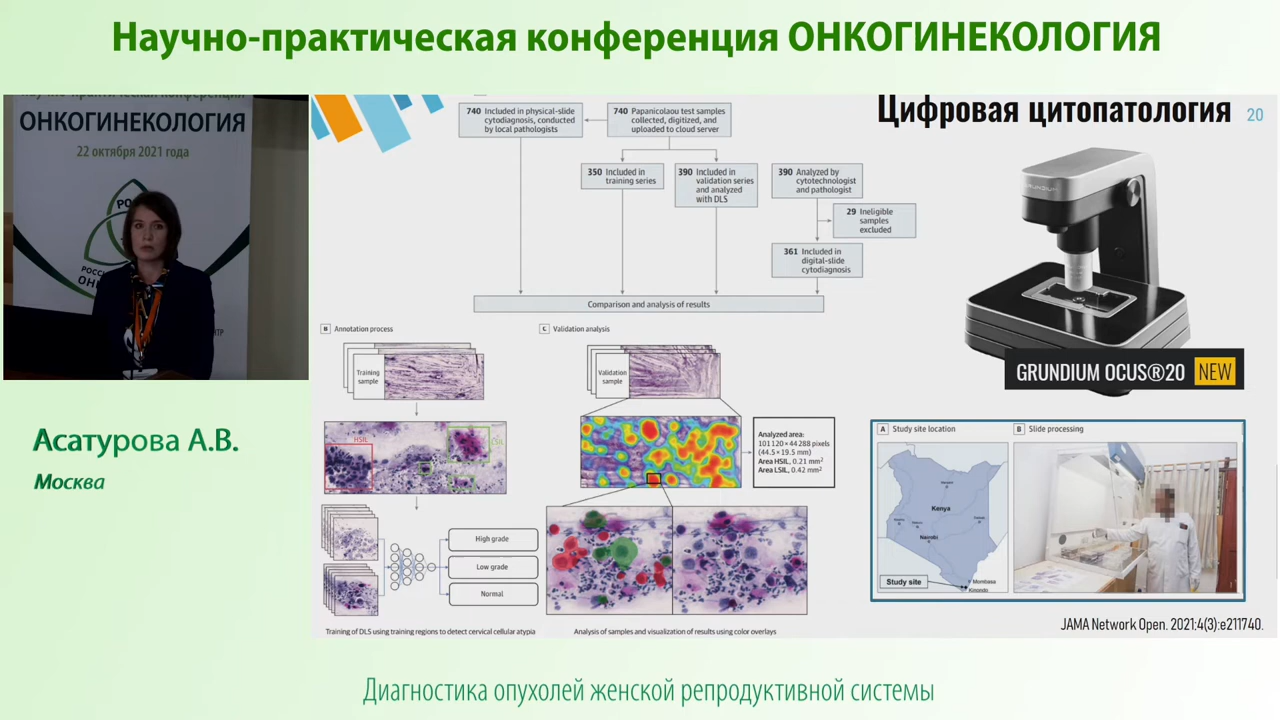 Научно-практическая конференция ОНКОГИНЕКОЛОГИЯ
ОНКОГИНЕКОЛОГИЯ
22 октября 2021 года
Асатурова А.В.
Москва
Цифровая цитопатология 20
740 Included in physical-slide
cytodiagnosis, conducted
by local pathologists
740 Papanicolaou test samples
collected, digitized, and
uploaded to cloud server
350 Included in
training series
390 Included in
validation series
and analyzed
with DLS
390 Analyzed by
cytotechnologist
and pathologist
29 Ineligible
samples
excluded
361 Included in
digital-slide
cytodiagnosis
Comparison and analysis of results
B Annotation process
Training
sample
HSIL
LSIL
High grade
Low grade
Normal
Training of DLS using training regions to detect cervical cellular atypia
C Validation analysis
Validation
sample
Analyzed area:
101 120 × 44 288 pixels
(44.5 × 19.5 mm)
Area HSIL, 0.21 mm²
Area LSIL, 0.42 mm²
Analysis of samples and visualization of results using color overlays
GRUNDIUM OCUS®20 NEW
A Study site location
Kenya
Nairobi
Mombasa
Kinondo
Study site
B Slide processing
JAMA Network Open. 2021;4(3):e211740.
Диагностика опухолей женской репродуктивной системы